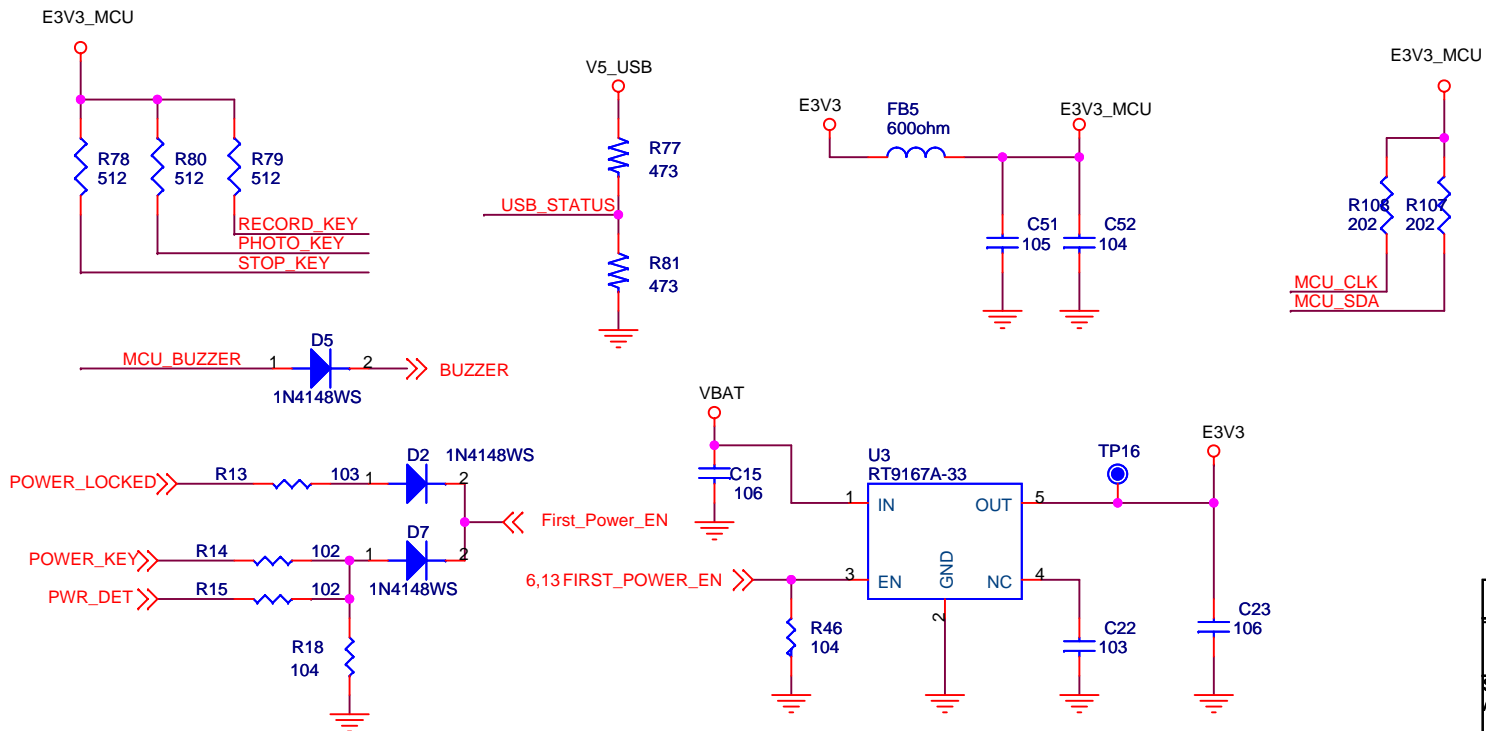 E3V3_MCU
R78
512
R80
512
R79
512
RECORD_KEY
PHOTO_KEY
STOP_KEY
V5_USB
R77
473
USB_STATUS
R81
473
E3V3
FB5
600ohm
E3V3_MCU
C51
105
C52
104
E3V3_MCU
R108
202
R107
202
MCU_CLK
MCU_SDA
MCU_BUZZER
1
D5
2
1N4148WS
BUZZER
POWER_LOCKED
R13
103
1
D2
1N4148WS
2
First_Power_EN
POWER_KEY
R14
102
1
D7
2
1N4148WS
PWR_DET
R15
102
R18
104
VBAT
C15
106
U3
RT9167A-33
1
IN
OUT
5
3
EN
GND
NC
4
2
6,13 FIRST_POWER_EN
R46
104
TP16
E3V3
C22
103
C23
106